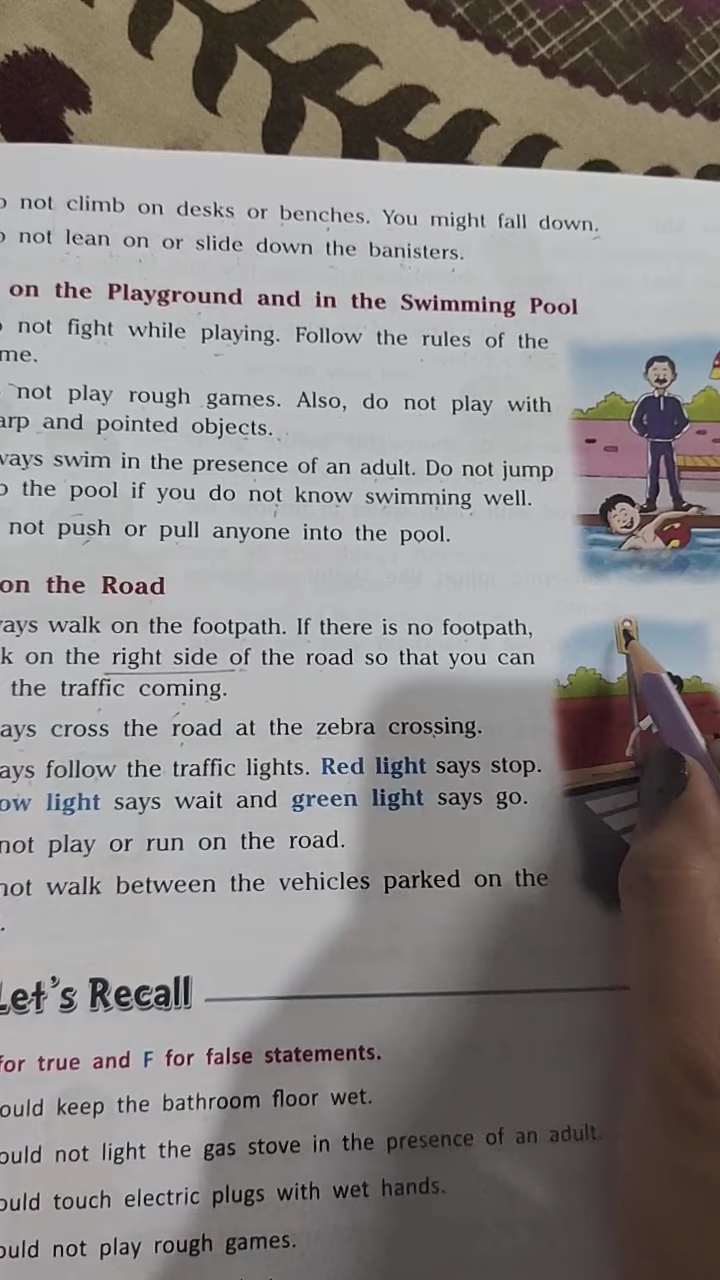 not climb on desks or benches. You might fall down.
not lean on or slide down the banisters.
on the Playground and in the Swimming Pool
not fight while playing. Follow the rules of the
me.
not play rough games. Also, do not play with
arp and pointed objects.
ways swim in the presence of an adult. Do not jump
o the pool if you do not know swimming well.
not push or pull anyone into the pool.
on the Road
ays walk on the footpath. If there is no footpath,
k on the right side of the road so that you can
the traffic coming.
ays cross the road at the zebra crossing.
ays follow the traffic lights. Red light says stop.
ow light says wait and green light says go.
not play or run on the road.
not walk between the vehicles parked on the
.
Let's Recall
for true and F for false statements.
ould keep the bathroom floor wet.
ould not light the gas stove in the presence of an adult.
ould touch electric plugs with wet hands.
ould not play rough games.